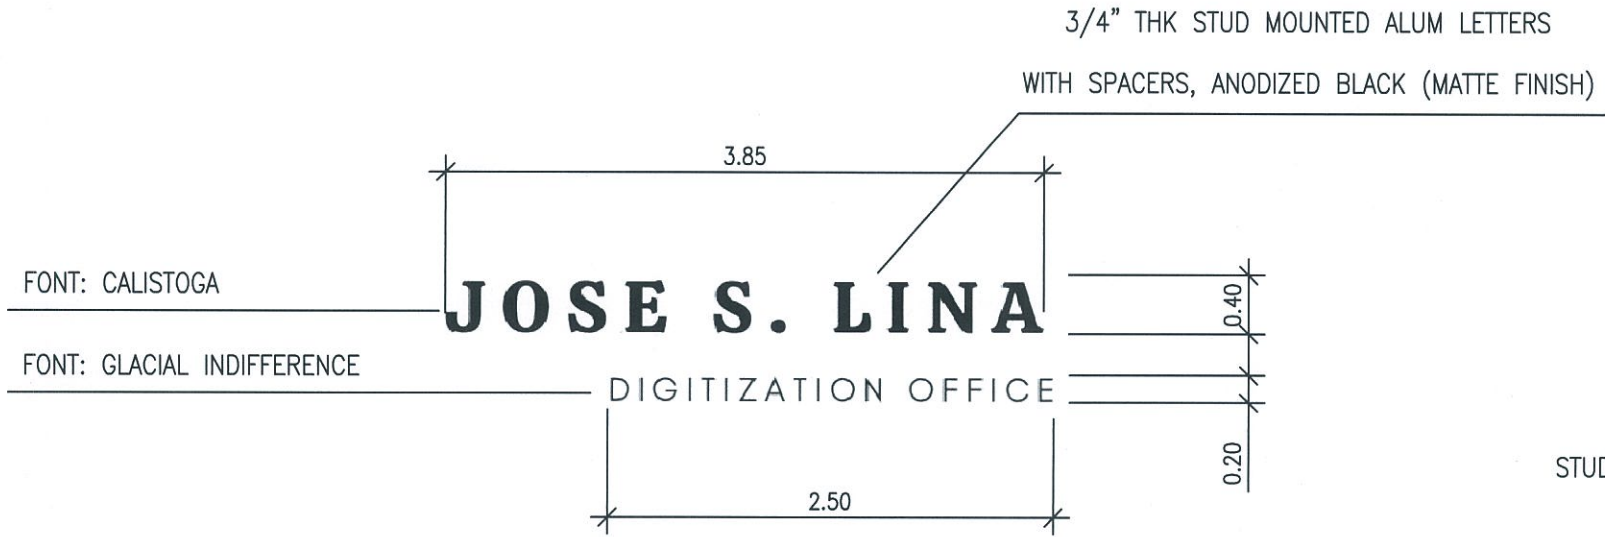 3/4" THK STUD MOUNTED ALUM LETTERS
WITH SPACERS, ANODIZED BLACK (MATTE FINISH)
3.85
FONT: CALISTOGA
JOSE S. LINA
0.40
FONT: GLACIAL INDIFFERENCE
DIGITIZATION OFFICE
0.20
STUD
2.50